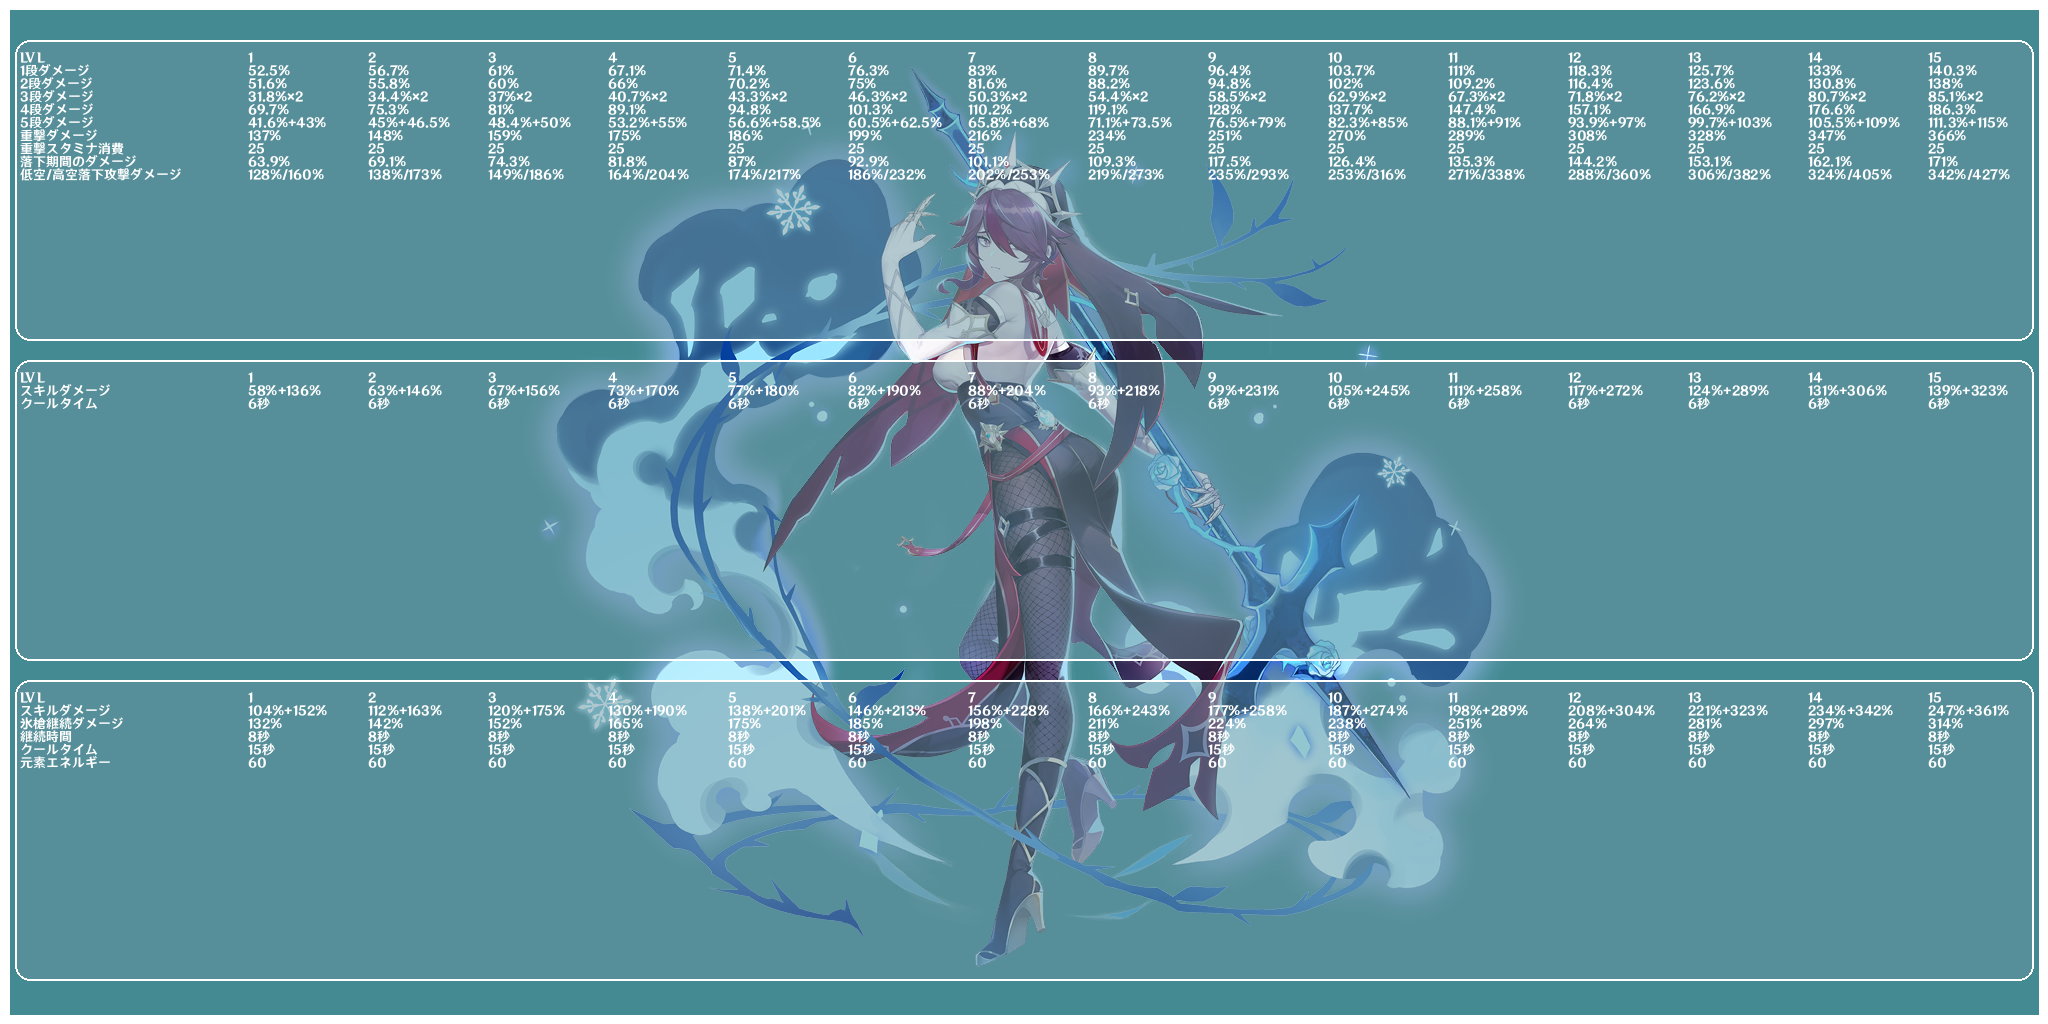 LVL 1 2 3 4 5 6 7 8 9 10 11 12 13 14 15
1段ダメージ 52.5% 56.7% 61% 67.1% 71.4% 76.3% 83% 89.7% 96.4% 103.7% 111% 118.3% 125.7% 133% 140.3%
2段ダメージ 51.6% 55.8% 60% 66% 70.2% 75% 81.6% 88.2% 94.8% 102% 109.2% 116.4% 123.6% 130.8% 138%
3段ダメージ 31.8%×2 34.4%×2 37%×2 40.7%×2 43.3%×2 46.3%×2 50.3%×2 54.4%×2 58.5%×2 62.9%×2 67.3%×2 71.8%×2 76.2%×2 80.7%×2 85.1%×2
4段ダメージ 69.7% 75.3% 81% 89.1% 94.8% 101.3% 110.2% 119.1% 128% 137.7% 147.4% 157.1% 166.9% 176.6% 186.3%
5段ダメージ 41.6%+43% 45%+46.5% 48.4%+50% 53.2%+55% 56.6%+58.5% 60.5%+62.5% 65.8%+68% 71.1%+73.5% 76.5%+79% 82.3%+85% 88.1%+91% 93.9%+97% 99.7%+103% 105.5%+109% 111.3%+115%
重撃ダメージ 137% 148% 159% 175% 186% 199% 216% 234% 251% 270% 289% 308% 328% 347% 366%
重撃スタミナ消費 25 25 25 25 25 25 25 25 25 25 25 25 25 25 25
落下期間のダメージ 63.9% 69.1% 74.3% 81.8% 87% 92.9% 101.1% 109.3% 117.5% 126.4% 135.3% 144.2% 153.1% 162.1% 171%
低空/高空落下攻撃ダメージ 128%/160% 138%/173% 149%/186% 164%/204% 174%/217% 186%/232% 202%/253% 219%/273% 235%/293% 253%/316% 271%/338% 288%/360% 306%/382% 324%/405% 342%/427%
LVL 1 2 3 4 5 6 7 8 9 10 11 12 13 14 15
スキルダメージ 58%+136% 63%+146% 67%+156% 73%+170% 77%+180% 82%+190% 88%+204% 93%+218% 99%+231% 105%+245% 111%+258% 117%+272% 124%+289% 131%+306% 139%+323%
クールタイム 6秒 6秒 6秒 6秒 6秒 6秒 6秒 6秒 6秒 6秒 6秒 6秒 6秒 6秒 6秒
LVL 1 2 3 4 5 6 7 8 9 10 11 12 13 14 15
スキルダメージ 104%+152% 112%+163% 120%+175% 130%+190% 138%+201% 146%+213% 156%+228% 166%+243% 177%+258% 187%+274% 198%+289% 208%+304% 221%+323% 234%+342% 247%+361%
氷槍継続ダメージ 132% 142% 152% 165% 175% 185% 198% 211% 224% 238% 251% 264% 281% 297% 314%
継続時間 8秒 8秒 8秒 8秒 8秒 8秒 8秒 8秒 8秒 8秒 8秒 8秒 8秒 8秒 8秒
クールタイム 15秒 15秒 15秒 15秒 15秒 15秒 15秒 15秒 15秒 15秒 15秒 15秒 15秒 15秒 15秒
元素エネルギー 60 60 60 60 60 60 60 60 60 60 60 60 60 60 60